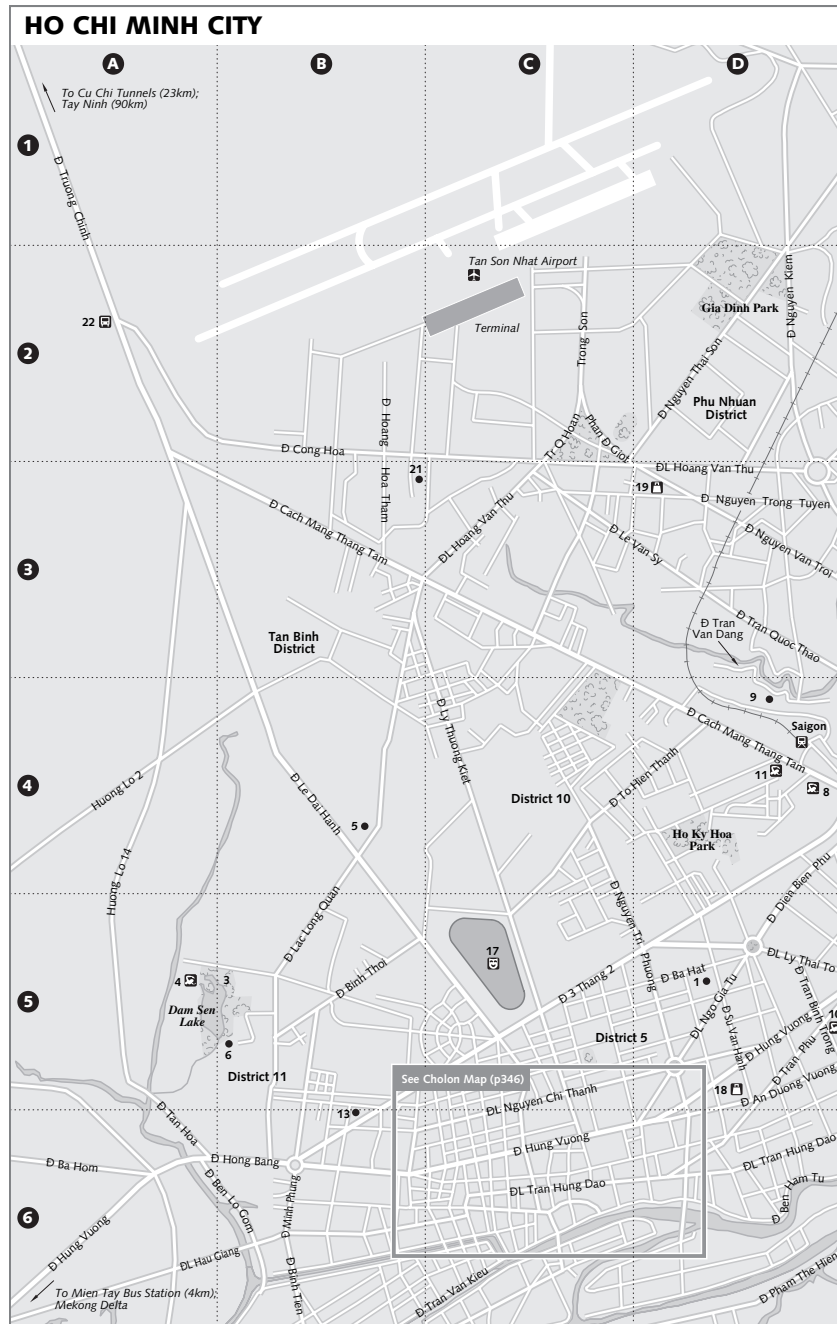 HO CHI MINH CITY
A
B
C
D
To Cu Chi Tunnels (23km);
Tay Ninh (90km)
1
Đ Truong Chinh
Tan Son Nhat Airport
Terminal
22
2
Trong Son
Gia Dinh Park
Đ Nguyen Kiem
Đ Nguyen Thai Son
Phu Nhuan
District
Đ Hoang Hoa Tham
Tr Q Hoan
Phan Đ Giot
Đ Cong Hoa
21
ĐL Hoang Van Thu
19
Đ Nguyen Trong Tuyen
Đ Cach Mang Thang Tam
ĐL Hoang Van Thu
Đ Le Van Sy
Đ Nguyen Van Troi
3
Tan Binh
District
Đ Tran
Van Dang
Đ Tran Quoc Thao
9
Đ Ly Thuong Kiet
Đ Cach Mang Thang Tam
Saigon
11
8
Huong Lo 2
Đ Le Dai Hanh
4
District 10
Đ To Hien Thanh
5
Ho Ky Hoa
Park
Huong Lo 14
Đ Dien Bien Phu
Đ Lac Long Quan
Đ Nguyen Tri Phuong
17
ĐL Ly Thai To
Đ Binh Thoi
Đ 3 Thang 2
Đ Ba Hat
1
4
3
5
Dam Sen
Lake
ĐL Ngo Gia Tu
Đ Su Van Hanh
Đ Tran Binh Trong
10
Đ Hung Vuong
Đ Tran Phu
6
District 5
District 11
See Cholon Map (p346)
18
Đ An Duong Vuong
13
ĐL Nguyen Chi Thanh
Đ Tan Hoa
Đ Hung Vuong
Đ Ba Hom
Đ Hong Bang
ĐL Tran Hung Dao
ĐL Tran Hung Dao
Đ Ben Lo Gom
Đ Minh Phung
Đ Ben Ham Tu
6
Đ Hung Vuong
ĐL Hau Giang
Đ Binh Tien
Đ Tran Van Kieu
Đ Pham The Hien
To Mien Tay Bus Station (4km);
Mekong Delta